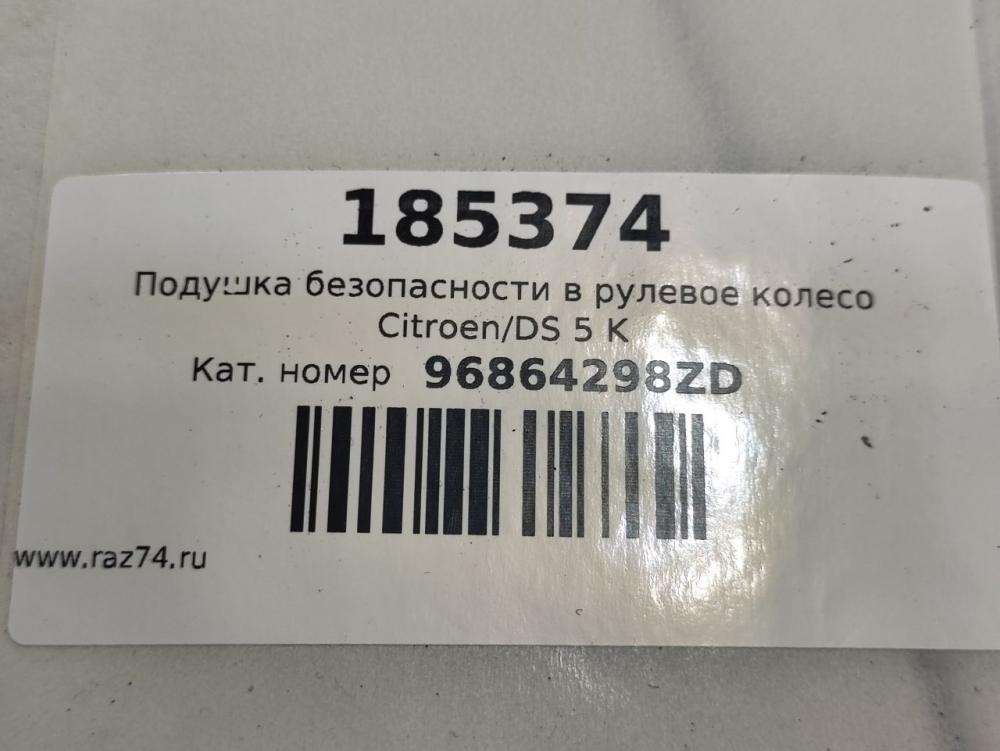 185374
Подушка безопасности в рулевое колесо
Citroen/DS 5 K
Кат. номер 96864298ZD
www.raz74.ru